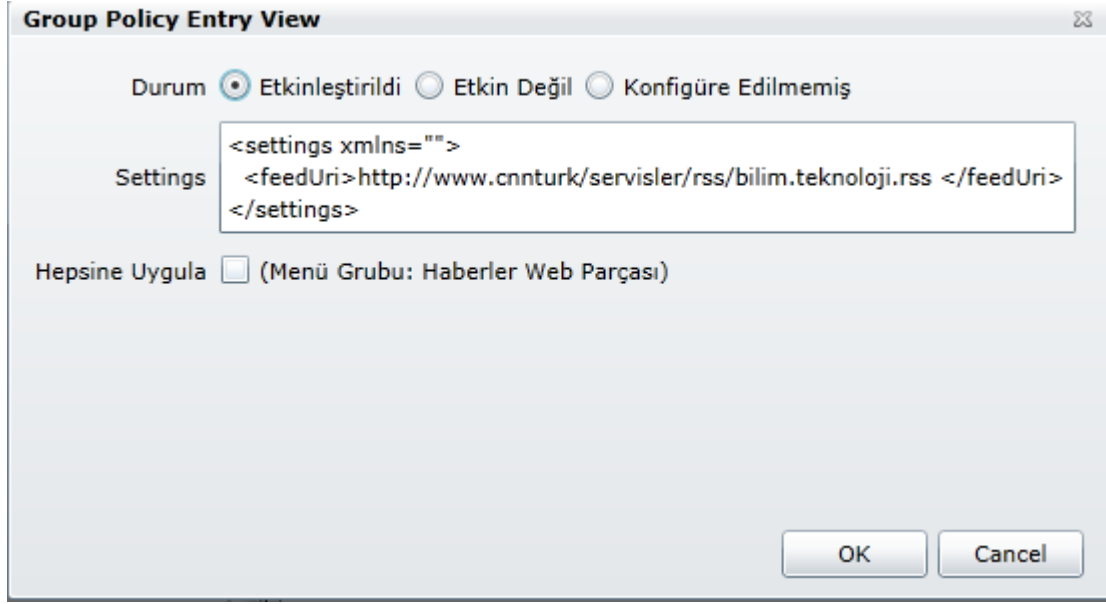 Group Policy Entry View
Durum Etkinleştirildi Etkin Değil Konfigüre Edilmemiş
<settings xmlns="">
Settings <feedUri>http://www.cnnturk/servisler/rss/bilim.teknoloji.rss </feedUri>
</settings>
Hepsine Uygula (Menü Grubu: Haberler Web Parçası)
OK Cancel